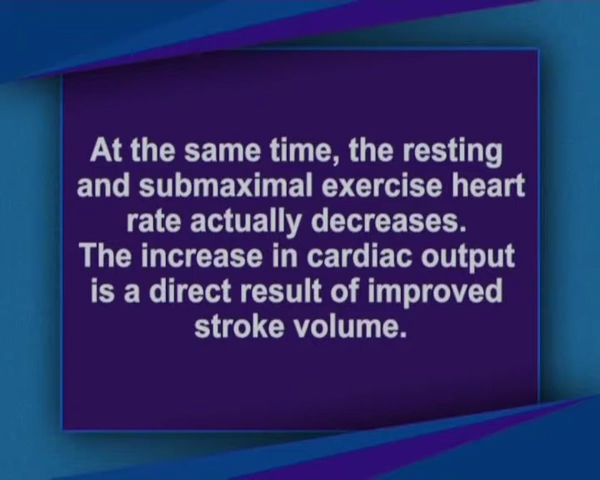 At the same time, the resting
and submaximal exercise heart
rate actually decreases.
The increase in cardiac output
is a direct result of improved
stroke volume.